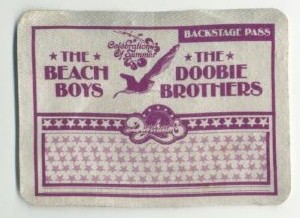 BACKSTAGE PASS
Celebration
Of Summer
THE
BEACH
BOYS
THE
DOOBIE
BROTHERS